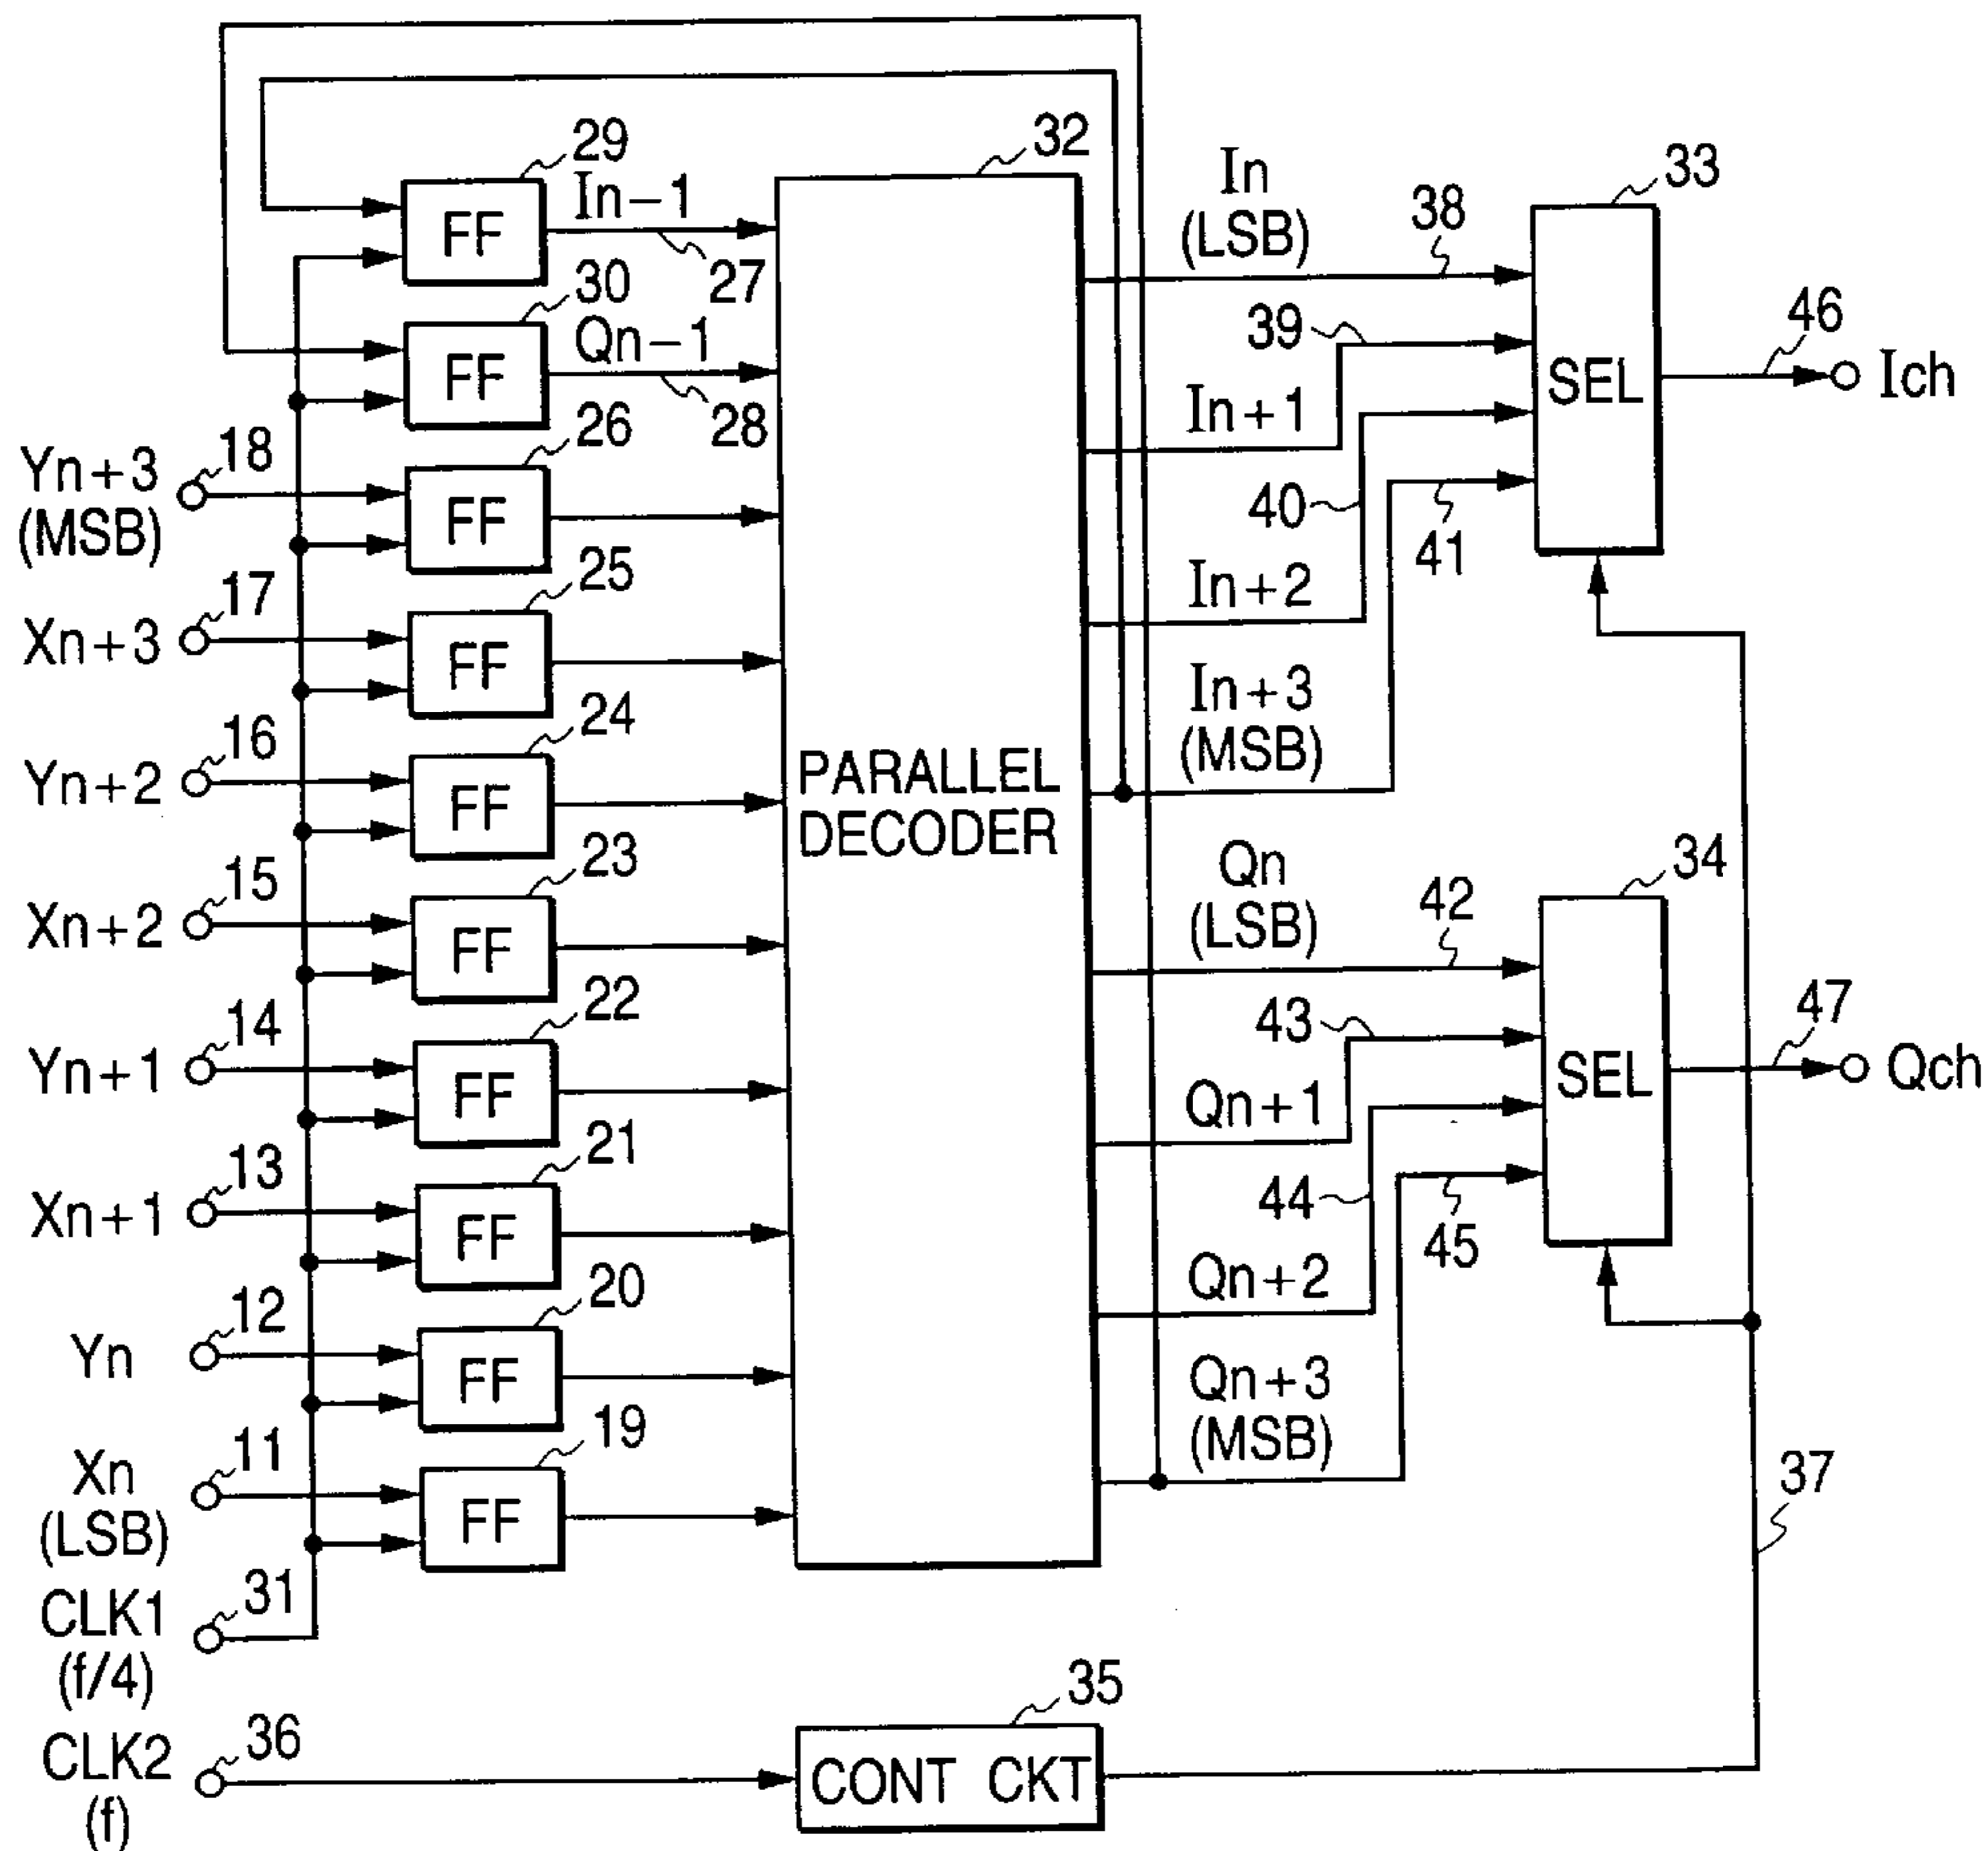 29
In-1
FF
27
30
Qn-1
FF
28
32
PARALLEL
DECODER
In
(LSB)
38
33
39
SEL
46
Ich
In+1
40
41
In+2
In+3
(MSB)
Yn+3
(MSB)
18
26
FF
Xn+3
17
25
FF
Yn+2
16
24
FF
Xn+2
15
23
FF
Yn+1
14
22
FF
Xn+1
13
21
FF
Yn
12
20
FF
Xn
(LSB)
11
19
FF
Qn
(LSB)
42
34
43
SEL
47
Qch
Qn+1
44
45
Qn+2
Qn+3
(MSB)
37
CLK1
(f/4)
31
CLK2
(f)
36
35
CONT CKT